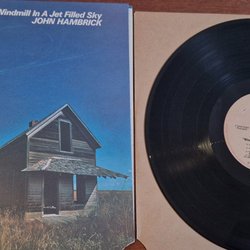 Windmill In A Jet Filled Sky
JOHN HAMBRICK